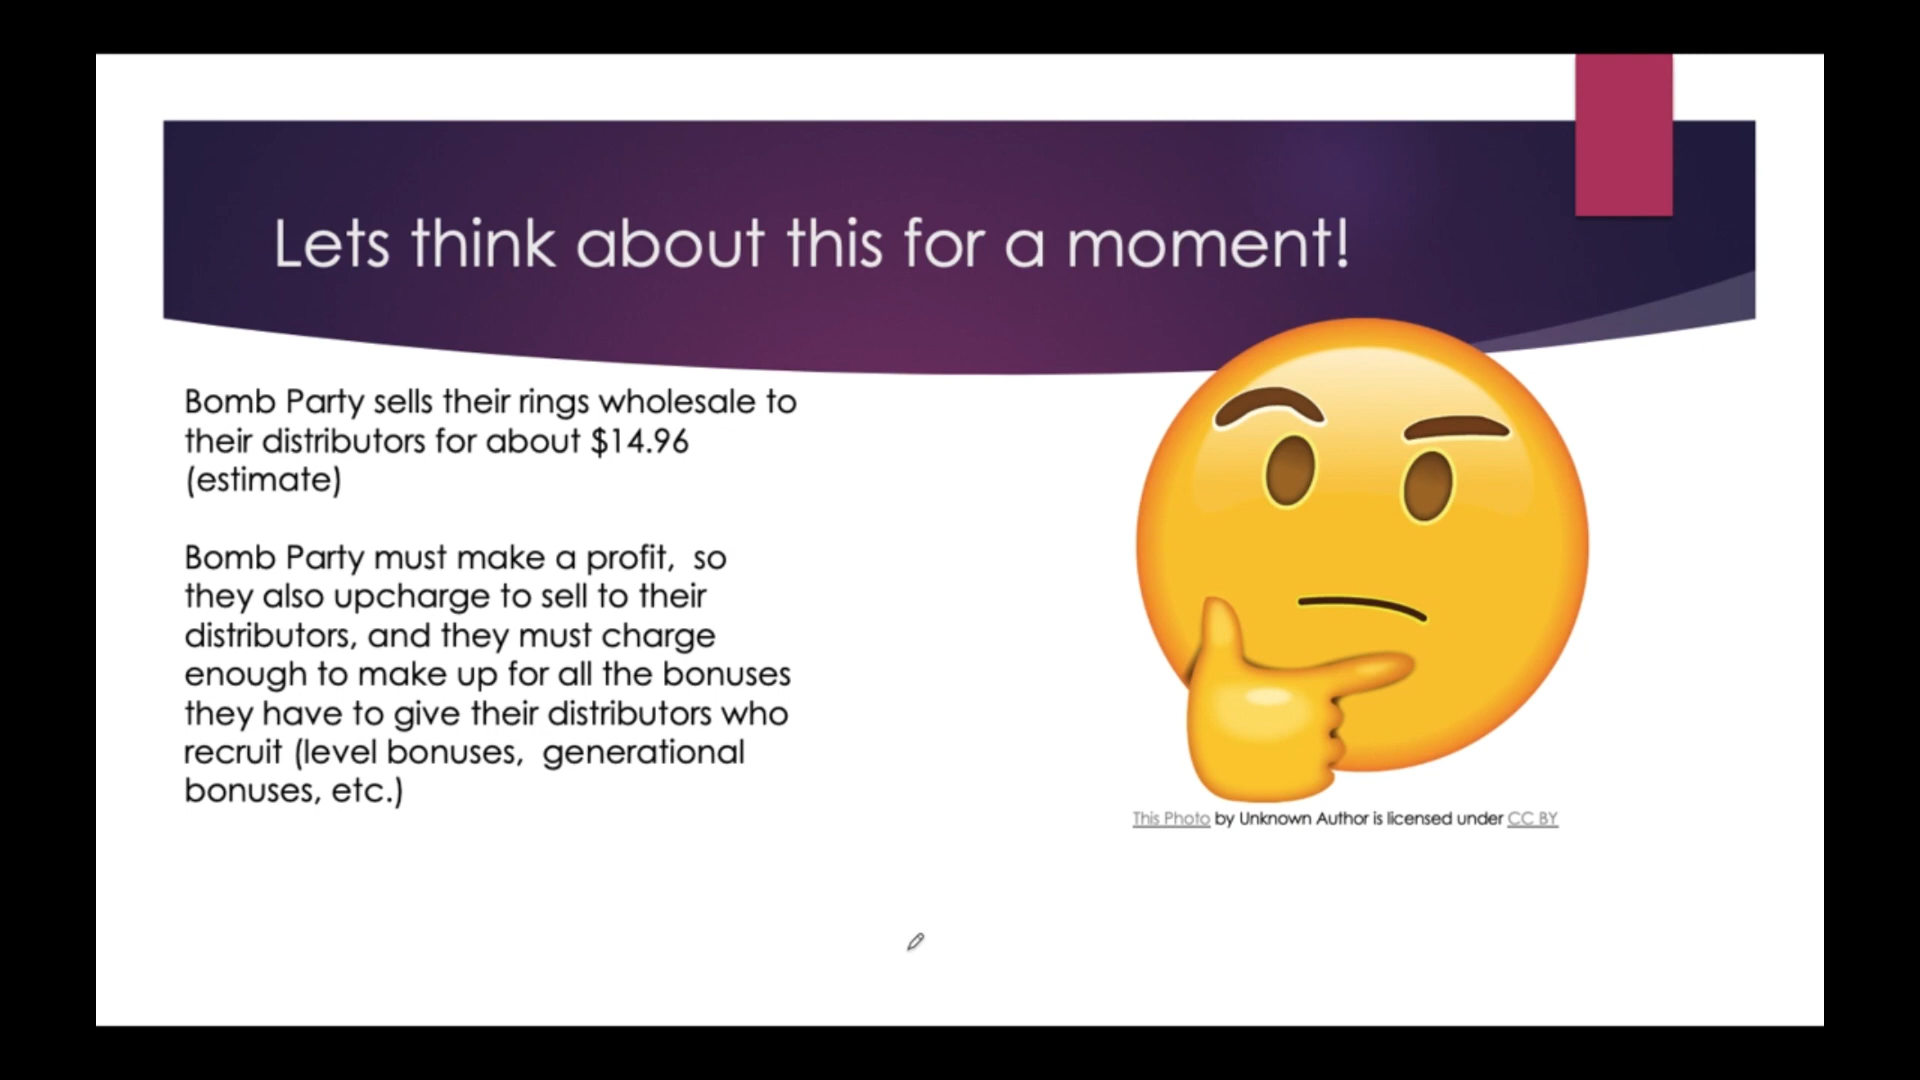 Lets think about this for a moment!
Bomb Party sells their rings wholesale to
their distributors for about $14.96
(estimate)
Bomb Party must make a profit,  so
they also upcharge to sell to their
distributors, and they must charge
enough to make up for all the bonuses
they have to give their distributors who
recruit (level bonuses,  generational
bonuses, etc.)
This Photo by Unknown Author is licensed under CC BY